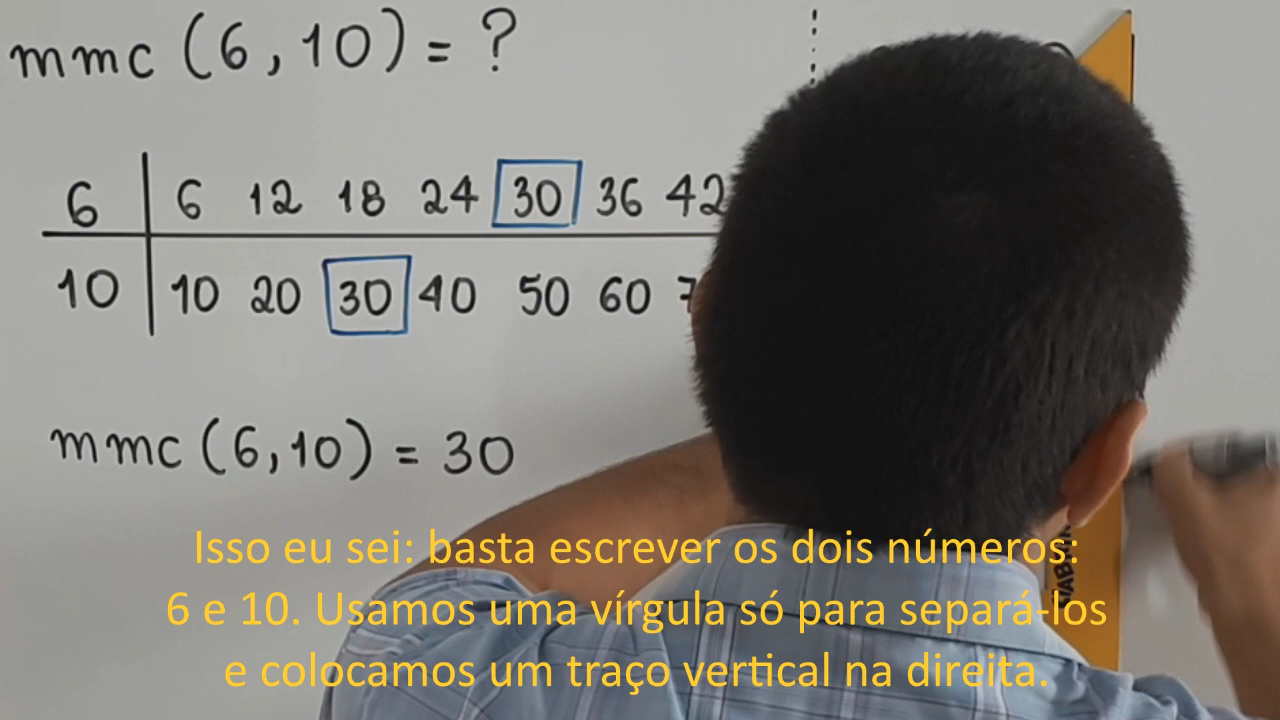 mmc (6,10) = ?
6 6 12 18 24 30 36 42
10 10 20 30 40 50 60
mmc (6,10) = 30
Isso eu sei: basta escrever os dois números:
6 e 10. Usamos uma vírgula só para separá-los
e colocamos um traço vertical na direita.